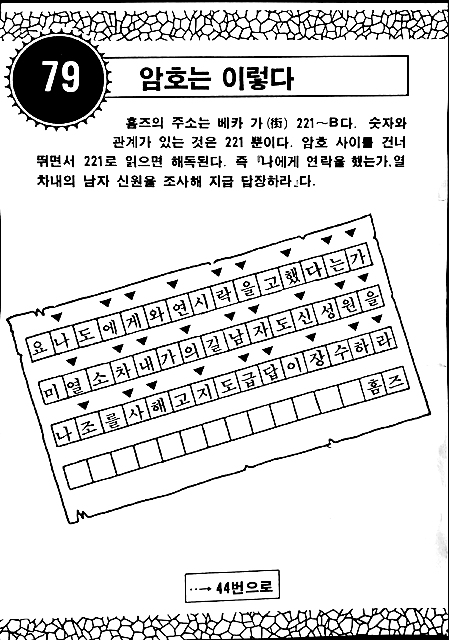 79
암호는 이렇다
홈즈의 주소는 베카 가(街) 221~B다. 숫자와
관계가 있는 것은 221 뿐이다. 암호 사이를 건너
뛰면서 221로 읽으면 해독된다. 즉 『나에게 연락을 했는가.열
차내의 남자 신원을 조사해 지급 답장하라』다.
요나도에게와연시락을고했다는가
미열소차내가의길남자도신성원을
나조를사해고지도급답이장수하라
홈즈
…→ 44번으로